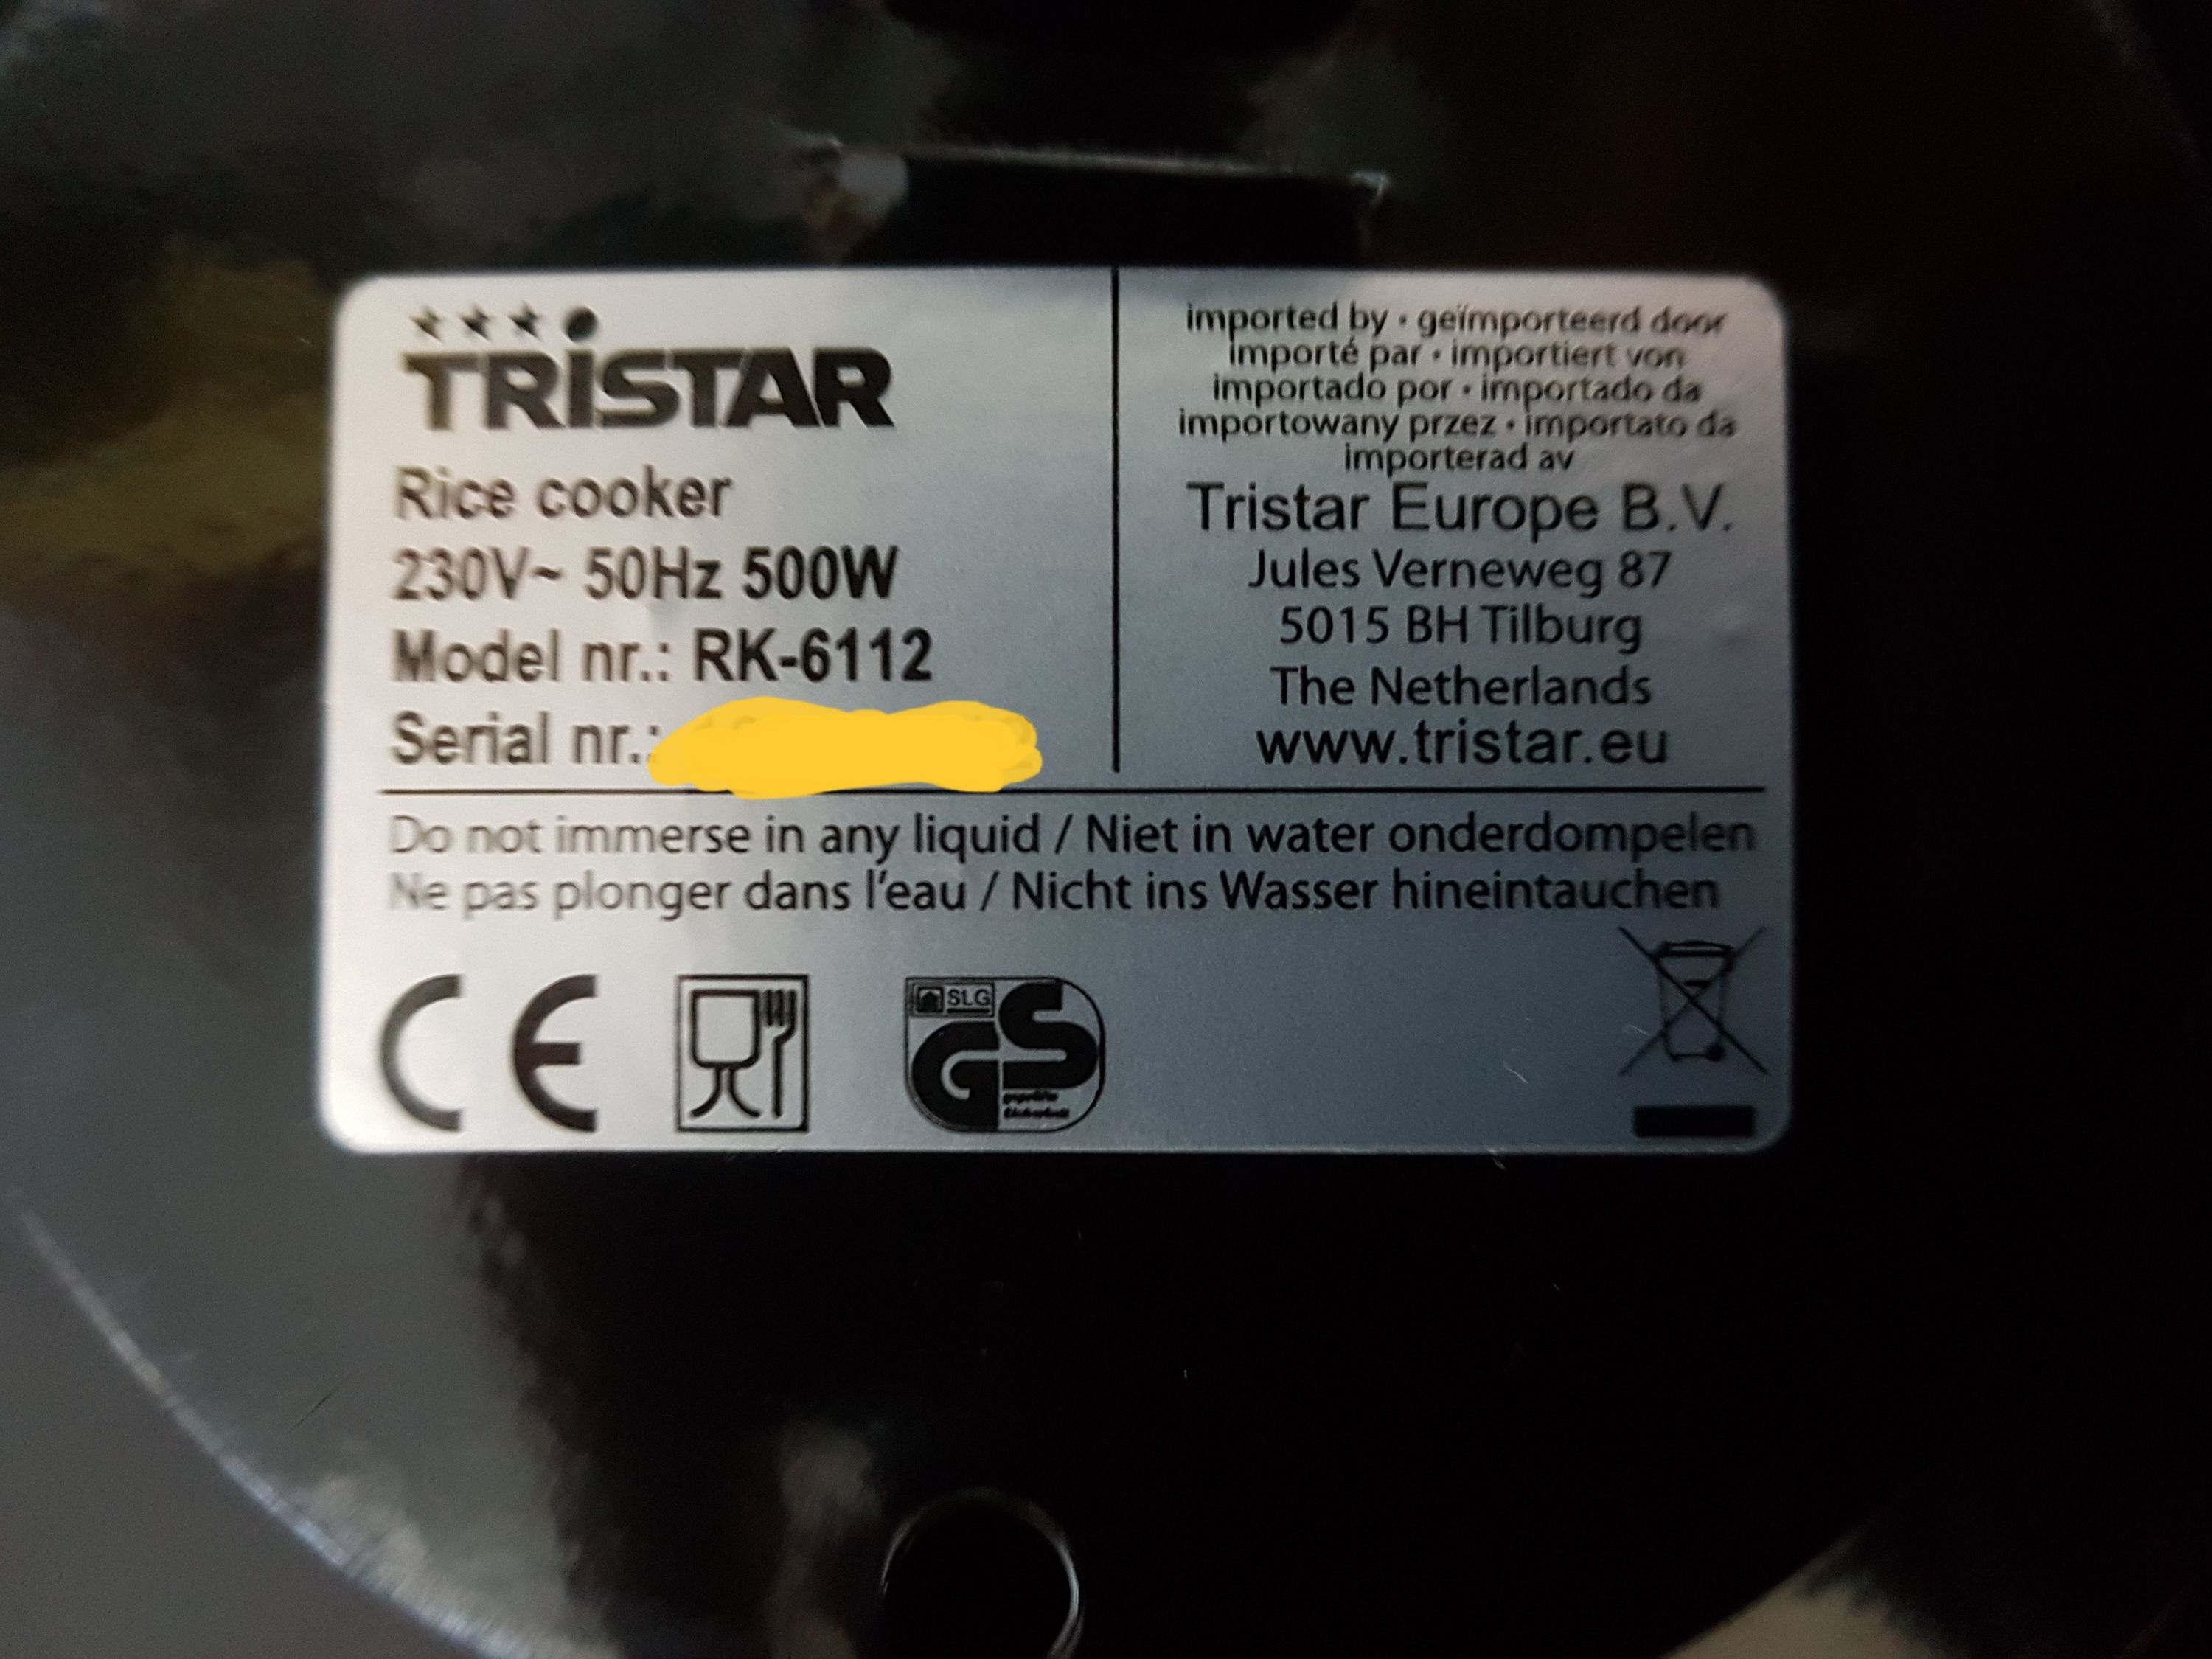 TRiSTAR
Rice cooker
230V~ 50Hz 500W
Model nr.: RK-6112
Serial nr.:
imported by • geïmporteerd door
importé par • importiert von
importado por • importado da
importowany przez • importato da
importerad av
Tristar Europe B.V.
Jules Verneweg 87
5015 BH Tilburg
The Netherlands
www.tristar.eu
Do not immerse in any liquid / Niet in water onderdompelen
Ne pas plonger dans l'eau / Nicht ins Wasser hineintauchen
CE
SLG
GS
geprüfte
Sicherheit